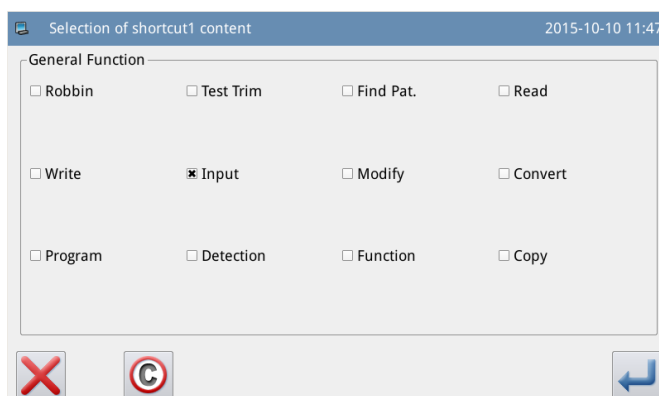 Selection of shortcut1 content 2015-10-10 11:47
General Function
Robbin Test Trim Find Pat. Read
Write Input Modify Convert
Program Detection Function Copy
C